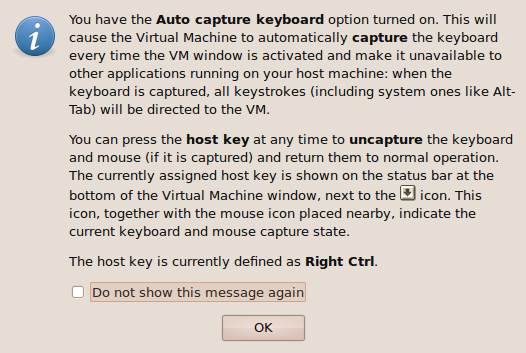 You have the Auto capture keyboard option turned on. This will
cause the Virtual Machine to automatically capture the keyboard
every time the VM window is activated and make it unavailable to
other applications running on your host machine: when the
keyboard is captured, all keystrokes (including system ones like Alt-
Tab) will be directed to the VM.
You can press the host key at any time to uncapture the keyboard
and mouse (if it is captured) and return them to normal operation.
The currently assigned host key is shown on the status bar at the
bottom of the Virtual Machine window, next to the icon. This
icon, together with the mouse icon placed nearby, indicate the
current keyboard and mouse capture state.
The host key is currently defined as Right Ctrl.
Do not show this message again
OK